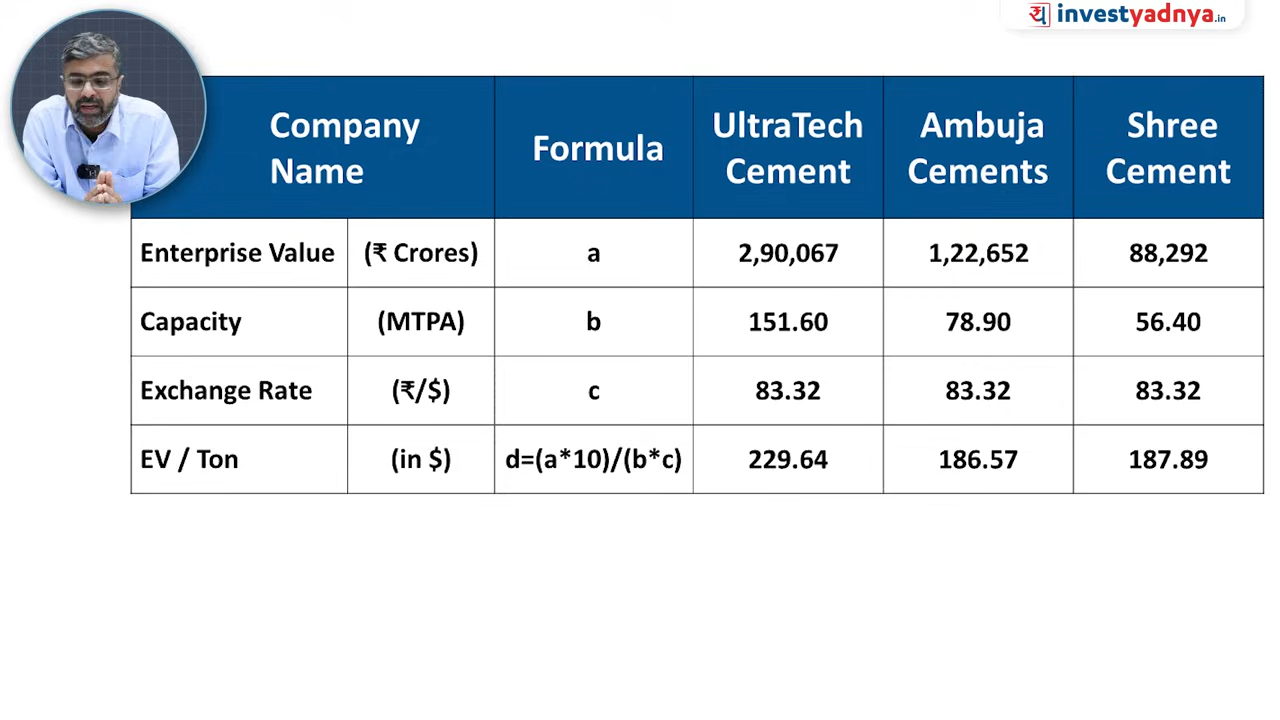 investyadnya.in
Company Name Formula UltraTech Cement Ambuja Cements Shree Cement
Enterprise Value (₹ Crores) a 2,90,067 1,22,652 88,292
Capacity (MTPA) b 151.60 78.90 56.40
Exchange Rate (₹/$) c 83.32 83.32 83.32
EV / Ton (in $) d=(a*10)/(b*c) 229.64 186.57 187.89